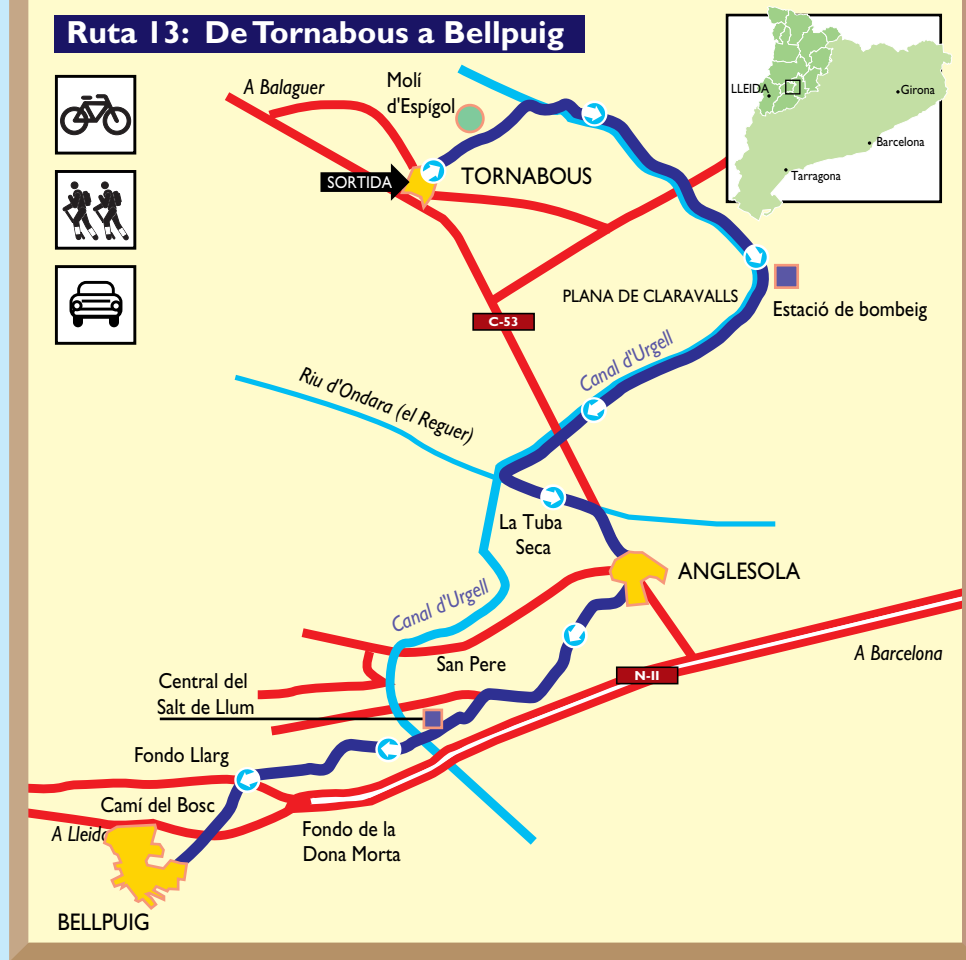 Ruta 13: De Tornabous a Bellpuig
A Balaguer
Molí
d'Espígol
LLEIDA
Girona
Barcelona
Tarragona
SORTIDA
TORNABOUS
PLANA DE CLARAVALLS
Estació de bombeig
C-53
Canal d'Urgell
Riu d'Ondara (el Reguer)
La Tuba
Seca
ANGLESOLA
Canal d'Urgell
San Pere
A Barcelona
N-II
Central del
Salt de Llum
Fondo Llarg
Camí del Bosc
A Lleida
Fondo de la
Dona Morta
BELLPUIG